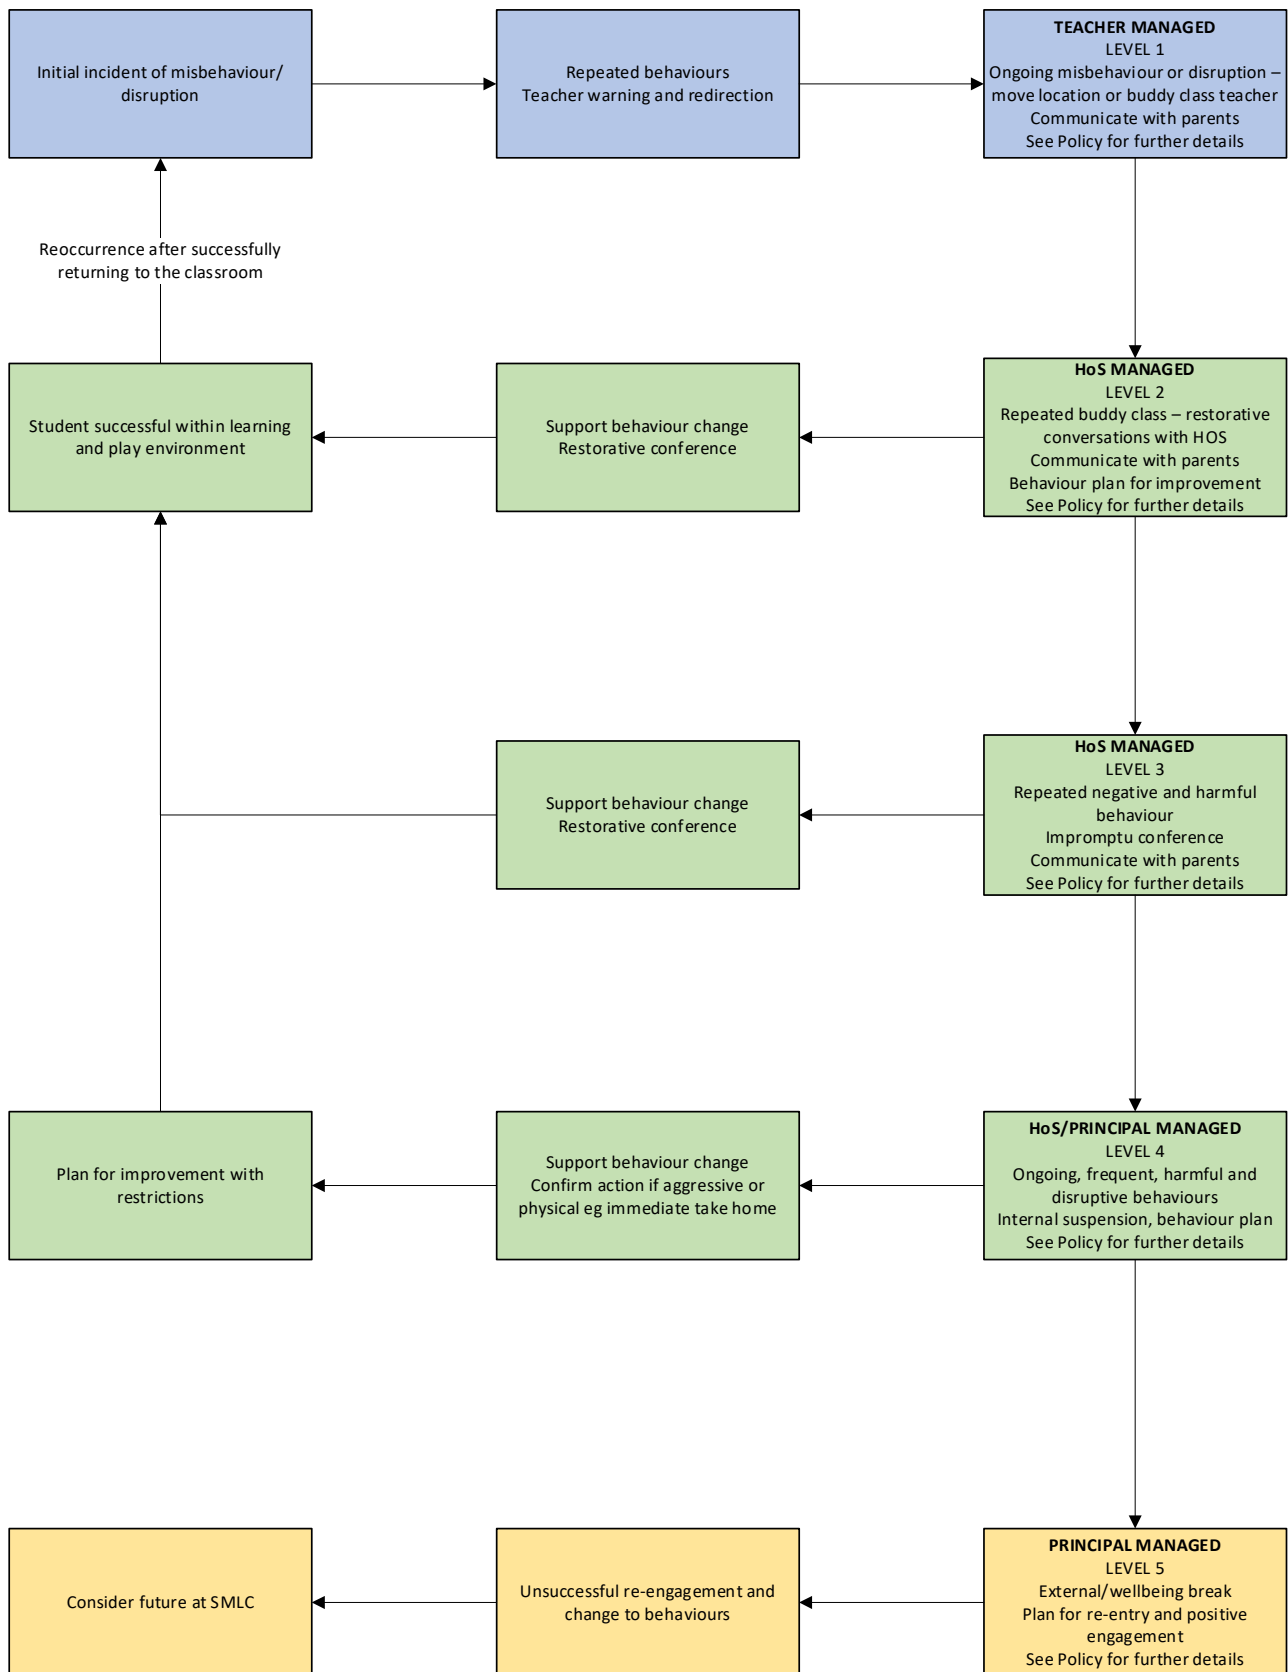 Initial incident of misbehaviour/
disruption
Repeated behaviours
Teacher warning and redirection
TEACHER MANAGED
LEVEL 1
Ongoing misbehaviour or disruption –
move location or buddy class teacher
Communicate with parents
See Policy for further details
Reoccurrence after successfully
returning to the classroom
Student successful within learning
and play environment
Support behaviour change
Restorative conference
HoS MANAGED
LEVEL 2
Repeated buddy class – restorative
conversations with HOS
Communicate with parents
Behaviour plan for improvement
See Policy for further details
Support behaviour change
Restorative conference
HoS MANAGED
LEVEL 3
Repeated negative and harmful
behaviour
Impromptu conference
Communicate with parents
See Policy for further details
Plan for improvement with
restrictions
Support behaviour change
Confirm action if aggressive or
physical eg immediate take home
HoS/PRINCIPAL MANAGED
LEVEL 4
Ongoing, frequent, harmful and
disruptive behaviours
Internal suspension, behaviour plan
See Policy for further details
Consider future at SMLC
Unsuccessful re-engagement and
change to behaviours
PRINCIPAL MANAGED
LEVEL 5
External/wellbeing break
Plan for re-entry and positive
engagement
See Policy for further details